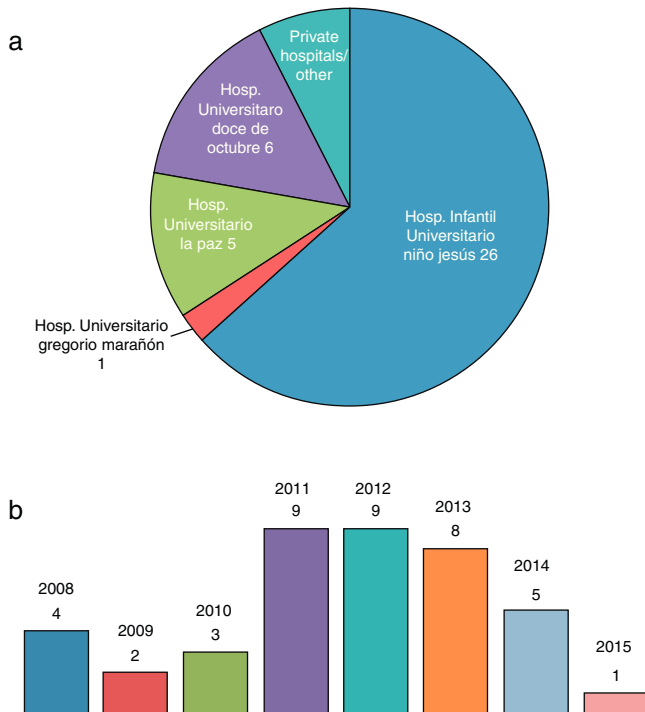 a
Private
hospitals/
other
Hosp.
Universitaro
doce de
octubre 6
Hosp.
Universitario
la paz 5
Hosp. Infantil
Universitario
niño jesús 26
Hosp. Universitario
gregorio marañón
1
b
2008
4
2009
2
2010
3
2011
9
2012
9
2013
8
2014
5
2015
1